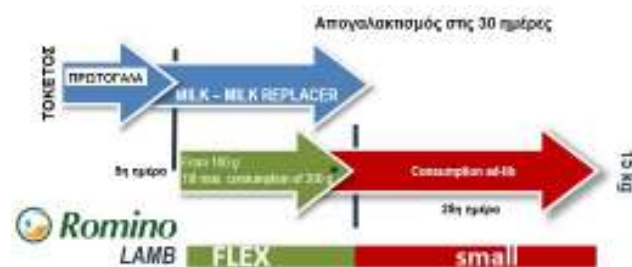 Απογαλακτισμός στις 30 ημέρες
ΤΟΚΕΤΟΣ
ΠΡΩΤΟΓΑΛΑ
MILK – MILK REPLACER
From 100 g
Till max. consumption of 300 g
Consumption ad-lib
15 kg
8η ημέρα
28η ημέρα
Romino
LAMB
FLEX
small